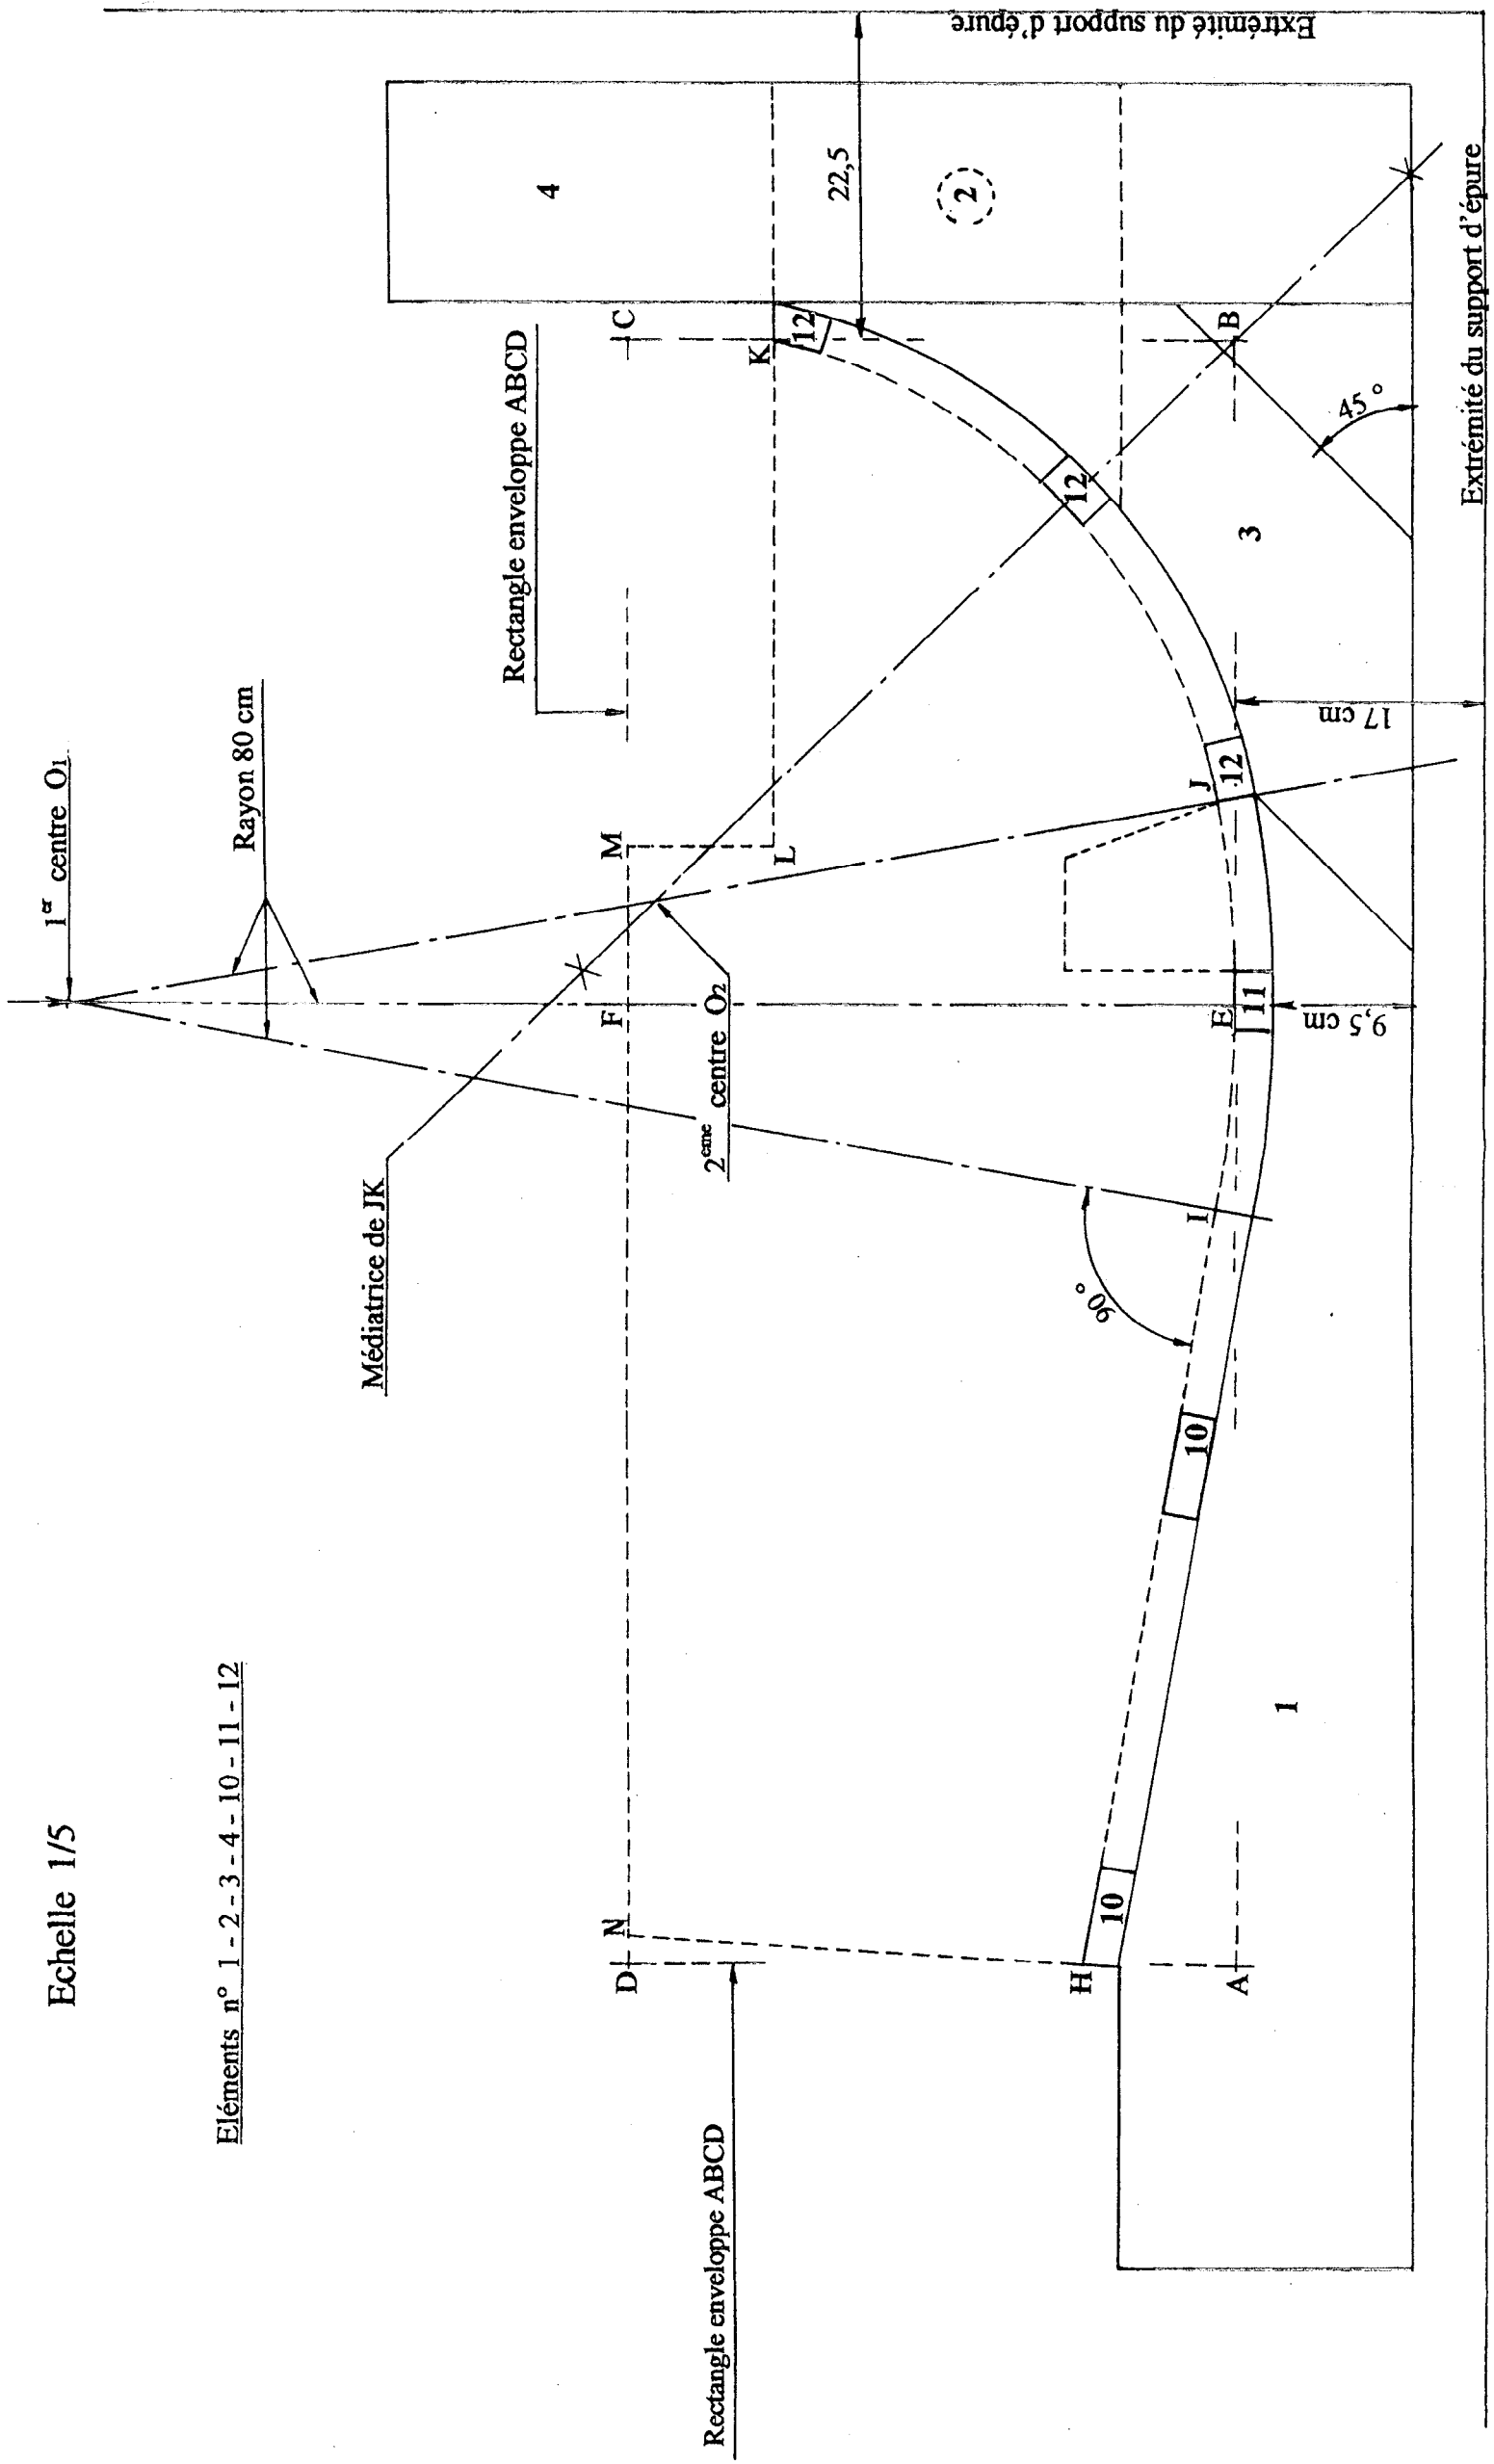 Echelle 1/5
Eléments n° 1 - 2 - 3 - 4 - 10 - 11 - 12
1er centre O1
Rayon 80 cm
Médiatrice de JK
Rectangle enveloppe ABCD
4
D
N
F
M
C
2eme centre O2
Rectangle enveloppe ABCD
K
L
12
22,5
Extrémité du support d'épure
2
12
90°
H
10
10
I
E
11
J
12
B
A
1
3
9,5 cm
17 cm
45°
Extrémité du support d'épure